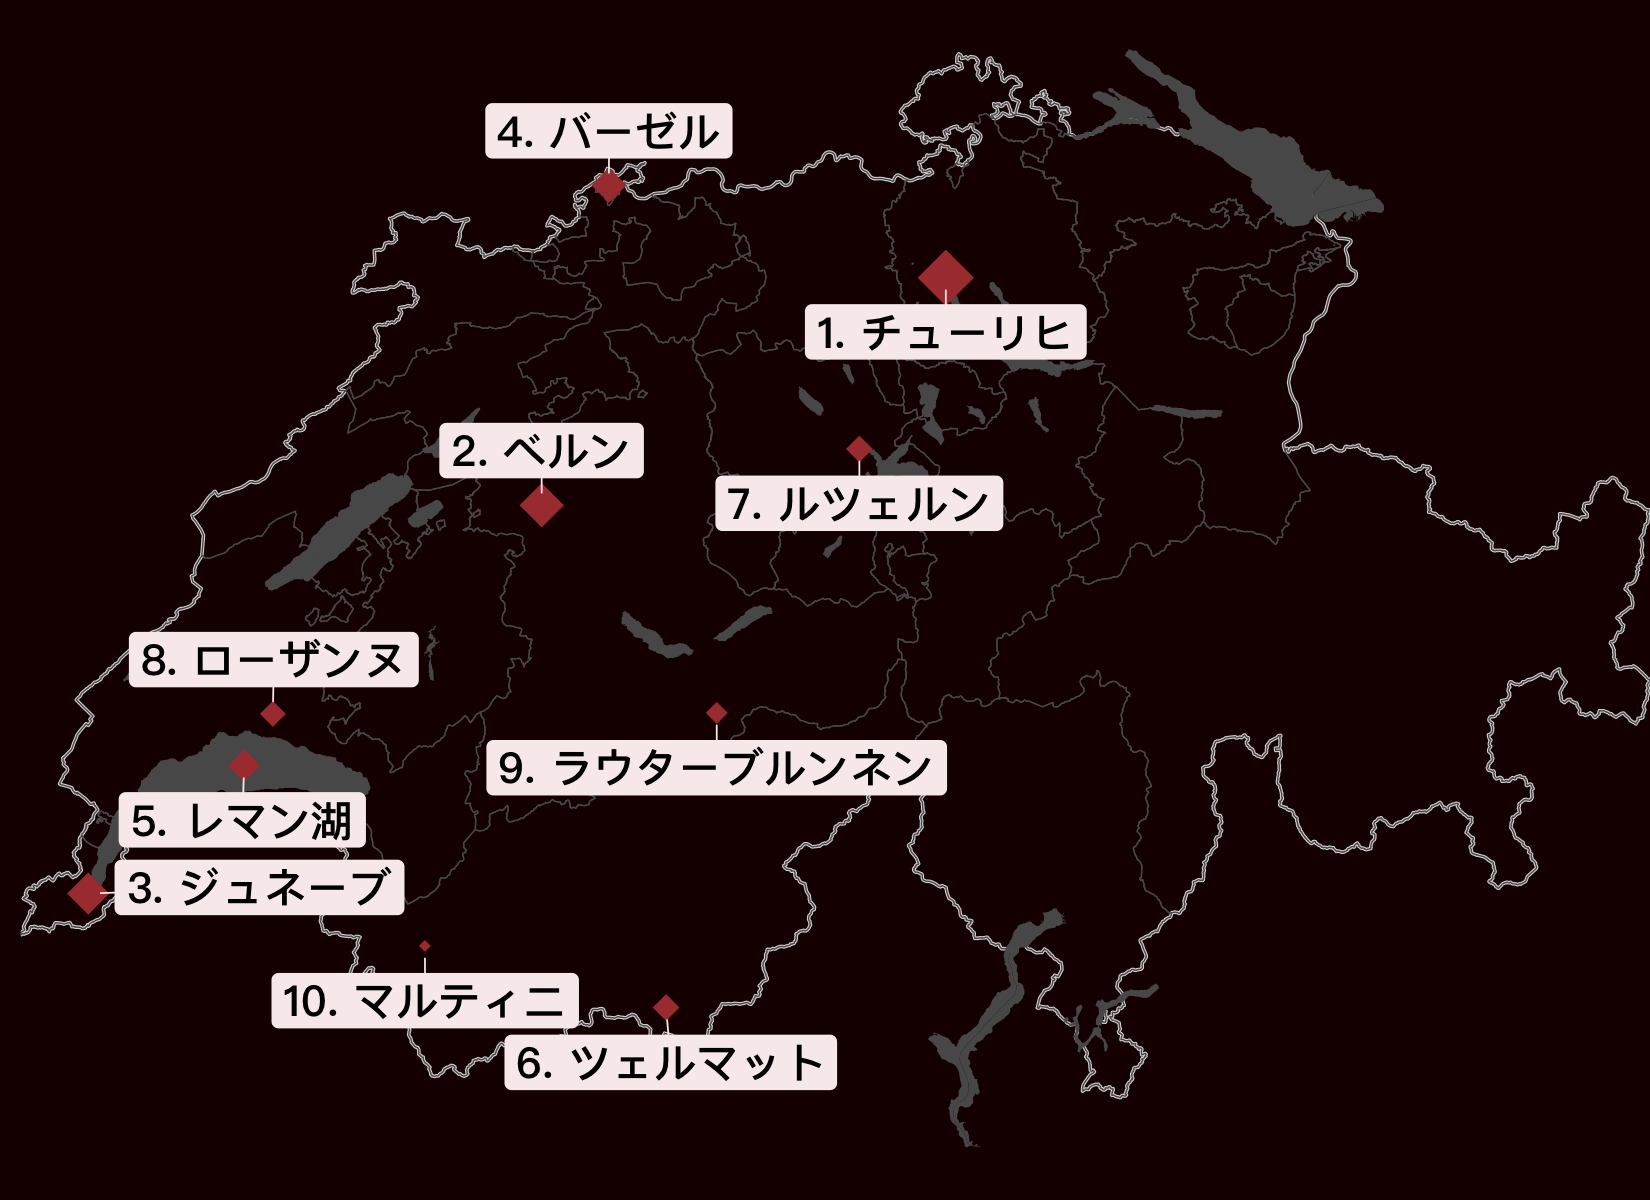 4. バーゼル
1. チューリヒ
2. ベルン
7. ルツェルン
8. ローザンヌ
9. ラウターブルンネン
5. レマン湖
3. ジュネーブ
10. マルティニ
6. ツェルマット